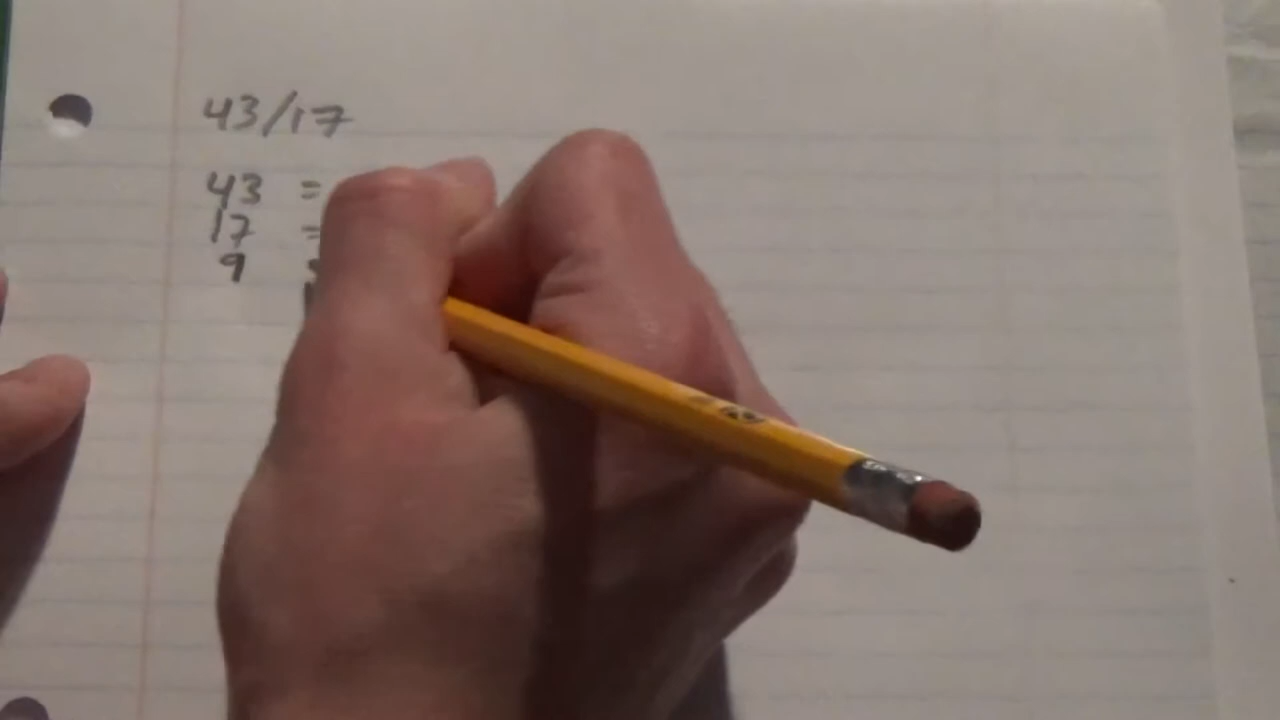 43/17
43 =
17 =
9